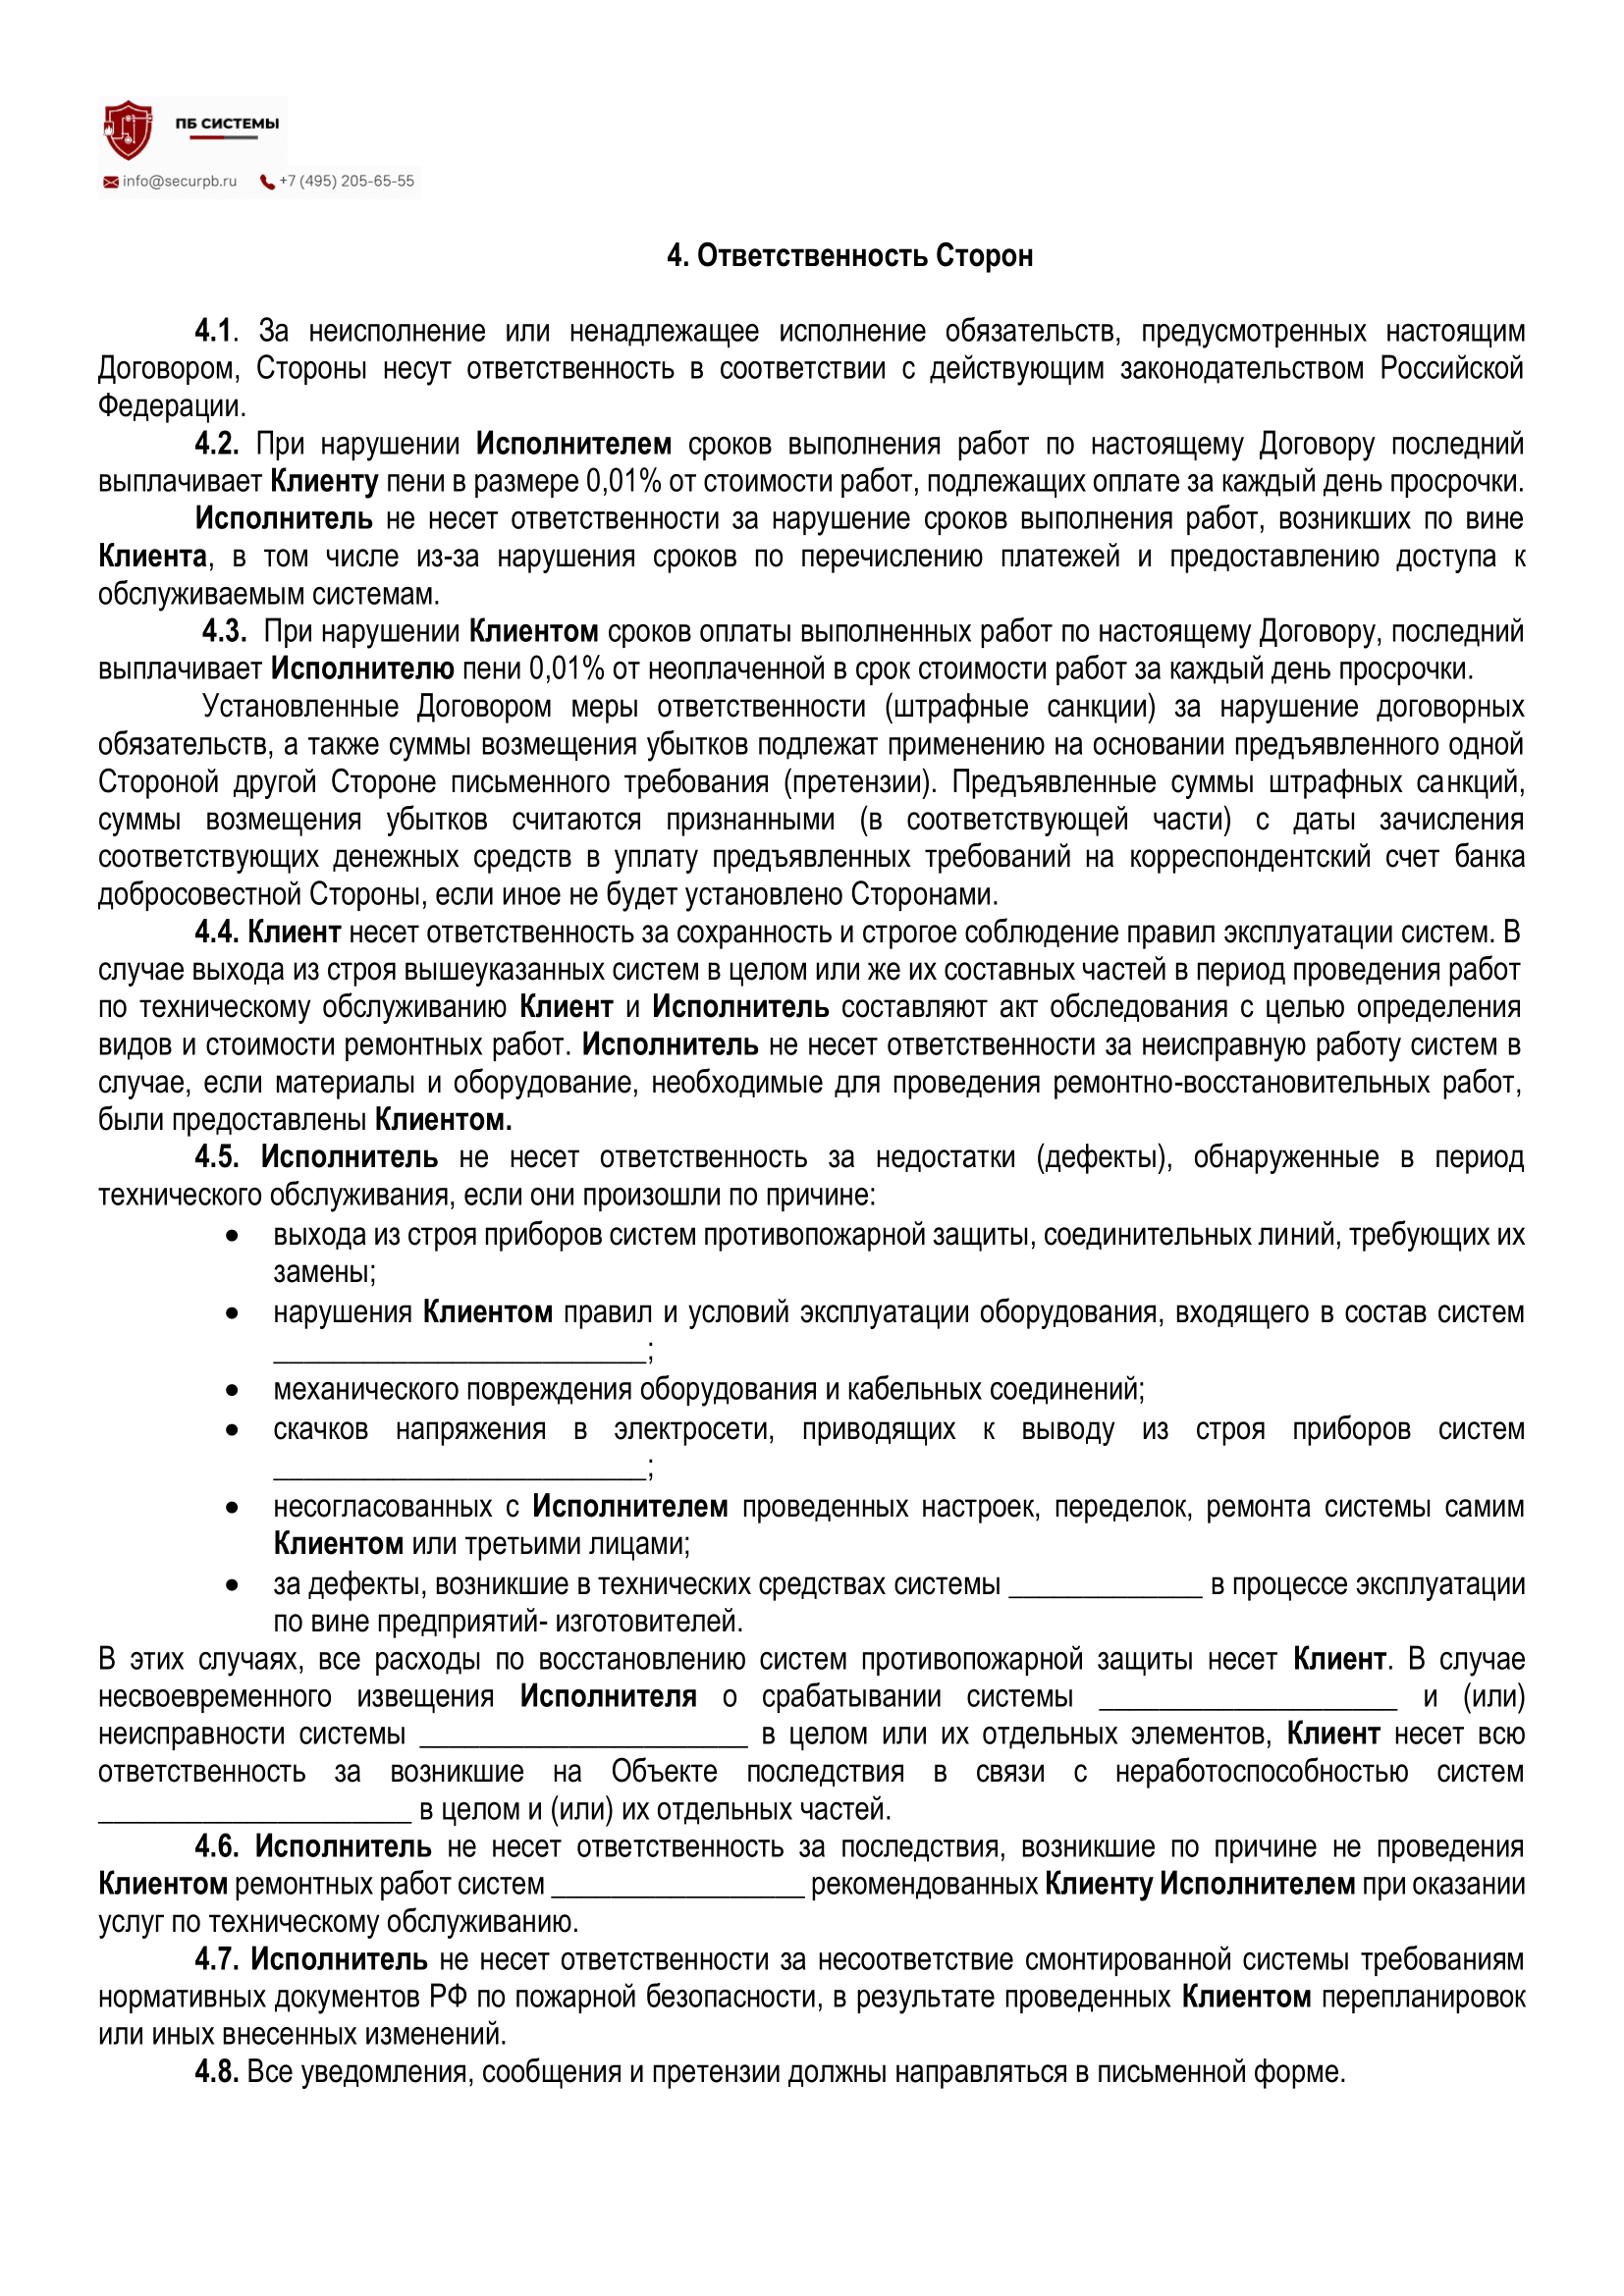 ПБ СИСТЕМЫ
info@securpb.ru +7 (495) 205-65-55
4. Ответственность Сторон
4.1. За неисполнение или ненадлежащее исполнение обязательств, предусмотренных настоящим
Договором, Стороны несут ответственность в соответствии с действующим законодательством Российской
Федерации.
4.2. При нарушении Исполнителем сроков выполнения работ по настоящему Договору последний
выплачивает Клиенту пени в размере 0,01% от стоимости работ, подлежащих оплате за каждый день просрочки.
Исполнитель не несет ответственности за нарушение сроков выполнения работ, возникших по вине
Клиента, в том числе из-за нарушения сроков по перечислению платежей и предоставлению доступа к
обслуживаемым системам.
4.3. При нарушении Клиентом сроков оплаты выполненных работ по настоящему Договору, последний
выплачивает Исполнителю пени 0,01% от неоплаченной в срок стоимости работ за каждый день просрочки.
Установленные Договором меры ответственности (штрафные санкции) за нарушение договорных
обязательств, а также суммы возмещения убытков подлежат применению на основании предъявленного одной
Стороной другой Стороне письменного требования (претензии). Предъявленные суммы штрафных санкций,
суммы возмещения убытков считаются признанными (в соответствующей части) с даты зачисления
соответствующих денежных средств в уплату предъявленных требований на корреспондентский счет банка
добросовестной Стороны, если иное не будет установлено Сторонами.
4.4. Клиент несет ответственность за сохранность и строгое соблюдение правил эксплуатации систем. В
случае выхода из строя вышеуказанных систем в целом или же их составных частей в период проведения работ
по техническому обслуживанию Клиент и Исполнитель составляют акт обследования с целью определения
видов и стоимости ремонтных работ. Исполнитель не несет ответственности за неисправную работу систем в
случае, если материалы и оборудование, необходимые для проведения ремонтно-восстановительных работ,
были предоставлены Клиентом.
4.5. Исполнитель не несет ответственность за недостатки (дефекты), обнаруженные в период
технического обслуживания, если они произошли по причине:
• выхода из строя приборов систем противопожарной защиты, соединительных линий, требующих их
замены;
• нарушения Клиентом правил и условий эксплуатации оборудования, входящего в состав систем
_________________________;
• механического повреждения оборудования и кабельных соединений;
• скачков напряжения в электросети, приводящих к выводу из строя приборов систем
_________________________;
• несогласованных с Исполнителем проведенных настроек, переделок, ремонта системы самим
Клиентом или третьими лицами;
• за дефекты, возникшие в технических средствах системы _____________ в процессе эксплуатации
по вине предприятий- изготовителей.
В этих случаях, все расходы по восстановлению систем противопожарной защиты несет Клиент. В случае
несвоевременного извещения Исполнителя о срабатывании системы ____________________ и (или)
неисправности системы ______________________ в целом или их отдельных элементов, Клиент несет всю
ответственность за возникшие на Объекте последствия в связи с неработоспособностью систем
_____________________ в целом и (или) их отдельных частей.
4.6. Исполнитель не несет ответственность за последствия, возникшие по причине не проведения
Клиентом ремонтных работ систем _________________ рекомендованных Клиенту Исполнителем при оказании
услуг по техническому обслуживанию.
4.7. Исполнитель не несет ответственности за несоответствие смонтированной системы требованиям
нормативных документов РФ по пожарной безопасности, в результате проведенных Клиентом перепланировок
или иных внесенных изменений.
4.8. Все уведомления, сообщения и претензии должны направляться в письменной форме.